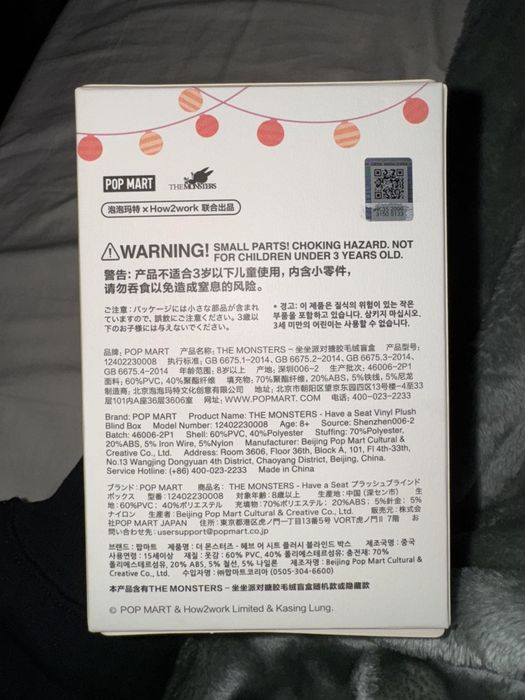 POP MART
THE MONSTERS
泡泡玛特 × How2work 联合出品
WARNING! SMALL PARTS! CHOKING HAZARD. NOT
FOR CHILDREN UNDER 3 YEARS OLD.
警告: 产品不适合3岁以下儿童使用，内含小零件，
请勿吞食以免造成窒息的风险。
ご注意：パッケージには小さな部品が含まれ
ていますので、誤飲にご注意ください。3歳以
下のお子様には与えないでください。
* 경고: 이 제품은 질식의 위험이 있는 작은
부품을 포함하고 있습니다. 삼키지 마십시오.
3세 미만의 어린이는 사용할 수 없습니다.
品牌: POP MART 产品名称: THE MONSTERS - 坐坐派对搪胶毛绒盲盒 产品型号:
12402230008 执行标准: GB 6675.1-2014, GB 6675.2-2014, GB 6675.3-2014,
GB 6675.4-2014 年龄范围: 8岁以上 产地: 深圳006-2 生产批次: 46006-2P1
面料: 60%PVC, 40%聚酯纤维 填充物: 70%聚酯纤维, 20%ABS, 5%铁线, 5%尼龙
制造商: 北京泡泡玛特文化创意有限公司 地址: 北京市朝阳区望京东园四区13号楼-4至33
层101内A座36层3606室 网址: WWW.POPMART.COM 电话: 400-023-2233
Brand: POP MART Product Name: THE MONSTERS - Have a Seat Vinyl Plush
Blind Box Model Number: 12402230008 Age: 8+ Source: Shenzhen006-2
Batch: 46006-2P1 Shell: 60%PVC, 40%Polyester Stuffing: 70%Polyester,
20%ABS, 5% Iron Wire, 5%Nylon Manufacturer: Beijing Pop Mart Cultural &
Creative Co., Ltd. Address: Room 3606, Floor 36th, Block A, 101, Fl 4th-33th,
No.13 Wangjing Dongyuan 4th District, Chaoyang District, Beijing, China.
Service Hotline: (+86) 400-023-2233 Made in China
ブランド：POP MART 商品名： THE MONSTERS - Have a Seat プラッシュブラインド
ボックス 型番：12402230008 対象年齢：8歳以上 生産地：中国（深セン市） 生
地：60%PVC； 40%ポリエステル 充填物：70%ポリエステル； 20%ABS；5%針金；5%
ナイロン 生産者：Beijing Pop Mart Cultural & Creative Co., Ltd. 販売元：株式会
社POP MART JAPAN 住所：東京都港区虎ノ門一丁目13番5号 VORT虎ノ門Ⅱ 7階 お
問い合わせ先：usersupport@popmart.co.jp
브랜드 : 팝마트 제품명 : 더 몬스터즈 - 헤브 어 시트 플러시 블라인드 박스 제조국명 : 중국
사용연령 : 15세이상 재질 : 옷감: 60% PVC, 40% 폴리에스테르섬유; 충전재: 70%
폴리에스테르섬유, 20% ABS, 5% 철선, 5% 나일론 제조자명 : Beijing Pop Mart Cultural &
Creative Co., Ltd. 수입자명 : ㈜팝마트코리아 (0505-304-6600)
本产品含有THE MONSTERS - 坐坐派对搪胶毛绒盲盒随机款或隐藏款
© POP MART & How2work Limited & Kasing Lung.